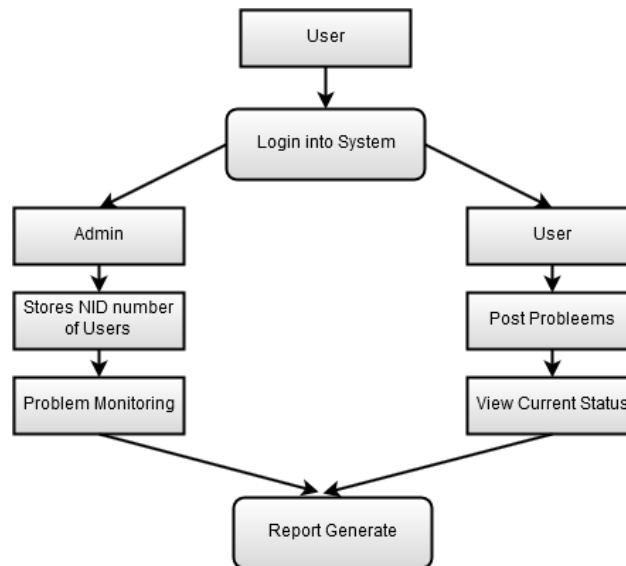 User
Login into System
Admin
User
Stores NID number
of Users
Post Probleems
Problem Monitoring
View Current Status
Report Generate